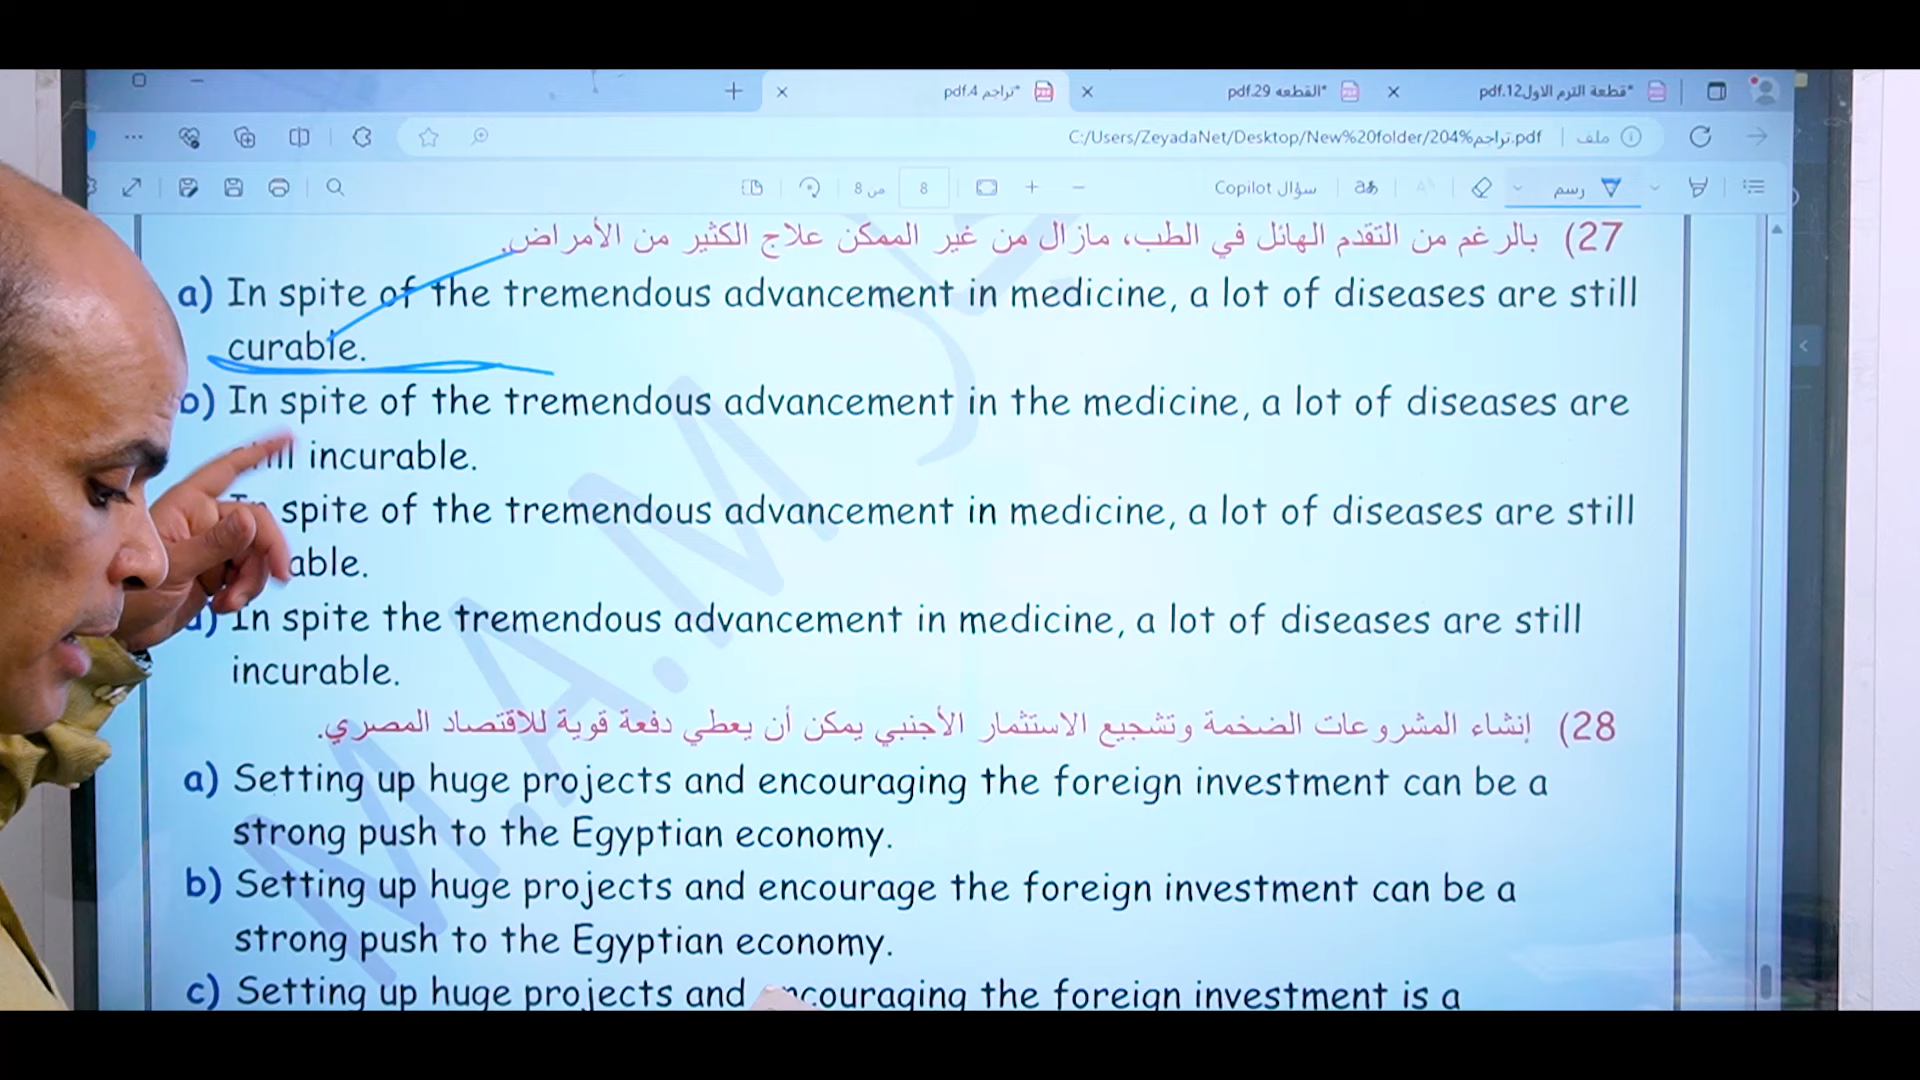 *تراجم 4.pdf
*القطعه 29.pdf
*قطعة الترم الاول12.pdf
C:/Users/ZeyadaNet/Desktop/New%20folder/204%تراجم.pdf
ملف
8
ص 8
سؤال Copilot
رسم
27) بالرغم من التقدم الهائل في الطب، مازال من غير الممكن علاج الكثير من الأمراض.
a) In spite of the tremendous advancement in medicine, a lot of diseases are still
curable.
b) In spite of the tremendous advancement in the medicine, a lot of diseases are
still incurable.
In spite of the tremendous advancement in medicine, a lot of diseases are still
able.
d) In spite the tremendous advancement in medicine, a lot of diseases are still
incurable.
28) إنشاء المشروعات الضخمة وتشجيع الاستثمار الأجنبي يمكن أن يعطي دفعة قوية للاقتصاد المصري.
a) Setting up huge projects and encouraging the foreign investment can be a
strong push to the Egyptian economy.
b) Setting up huge projects and encourage the foreign investment can be a
strong push to the Egyptian economy.
c) Setting up huge projects and encouraging the foreign investment is a
M.A.M